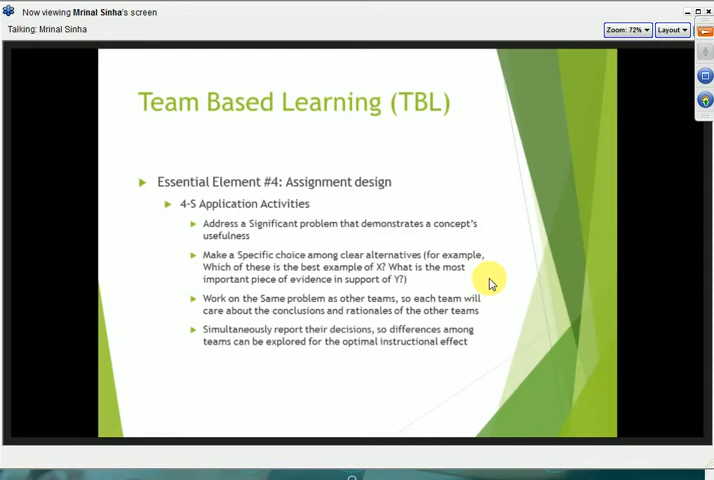 Now viewing Mrinal Sinha's screen
Talking: Mrinal Sinha
Zoom: 72%
Layout
Team Based Learning (TBL)
Essential Element #4: Assignment design
4-S Application Activities
Address a Significant problem that demonstrates a concept's
usefulness
Make a Specific choice among clear alternatives (for example,
Which of these is the best example of X? What is the most
important piece of evidence in support of Y?)
Work on the Same problem as other teams, so each team will
care about the conclusions and rationales of the other teams
Simultaneously report their decisions, so differences among
teams can be explored for the optimal instructional effect